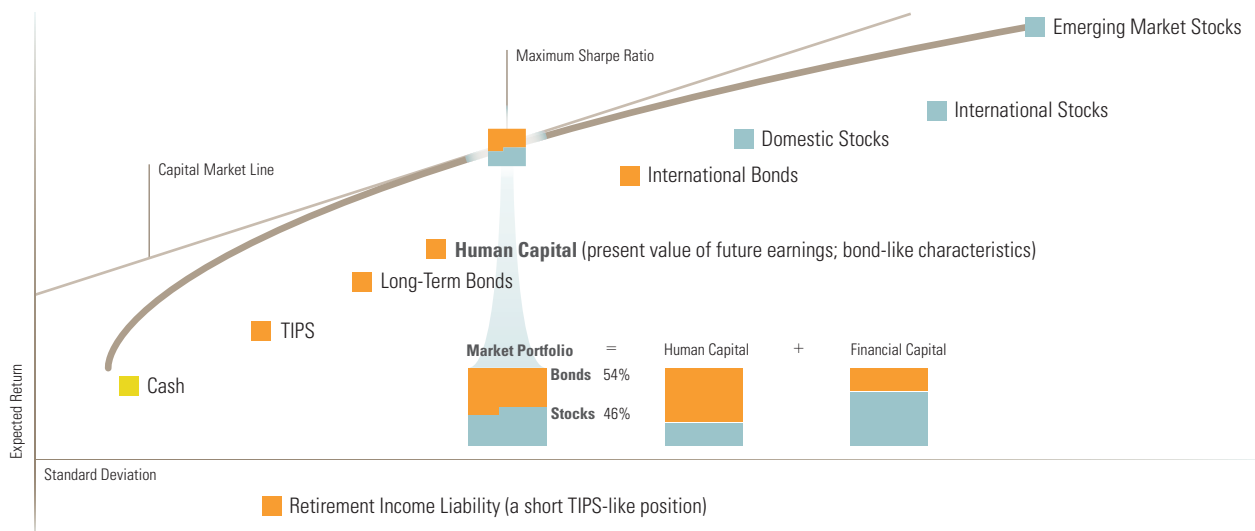 Emerging Market Stocks
Maximum Sharpe Ratio
International Stocks
Domestic Stocks
Capital Market Line
International Bonds
Human Capital (present value of future earnings; bond-like characteristics)
Long-Term Bonds
TIPS
Market Portfolio = Human Capital + Financial Capital
Bonds 54%
Cash
Stocks 46%
Expected Return
Standard Deviation
Retirement Income Liability (a short TIPS-like position)